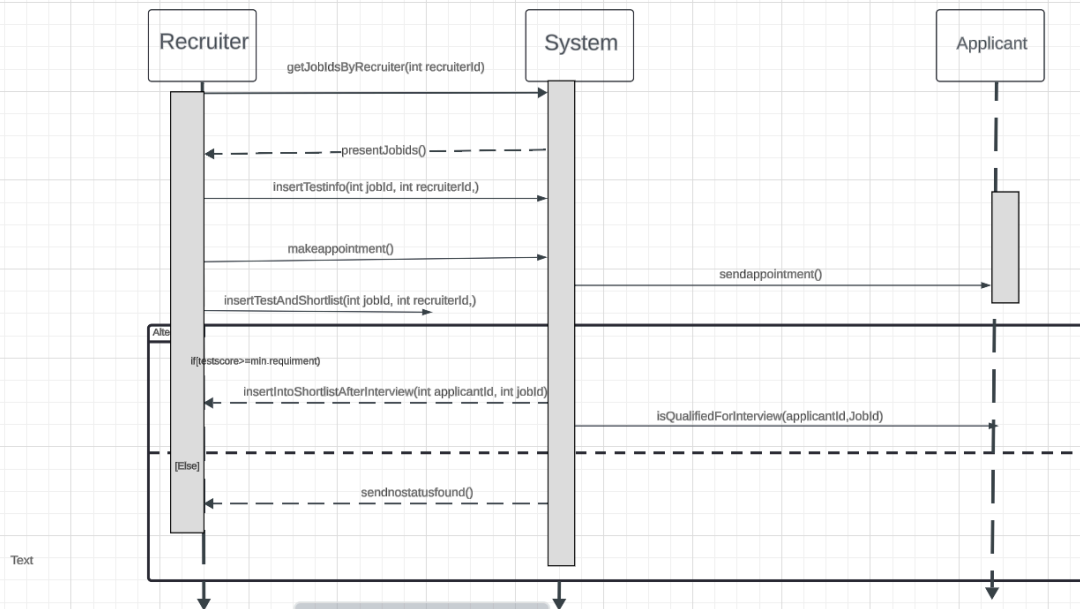 Recruiter
System
Applicant
getJobIdsByRecruiter(int recruiterId)
presentJobids()
insertTestinfo(int jobId, int recruiterId,)
makeappointment()
sendappointment()
insertTestAndShortlist(int jobId, int recruiterId,)
Alte
if(testscore>=min.requirment)
insertIntoShortlistAfterInterview(int applicantId, int jobId)
isQualifiedForInterview(applicantId,JobId)
[Else]
sendnostatusfound()
Text